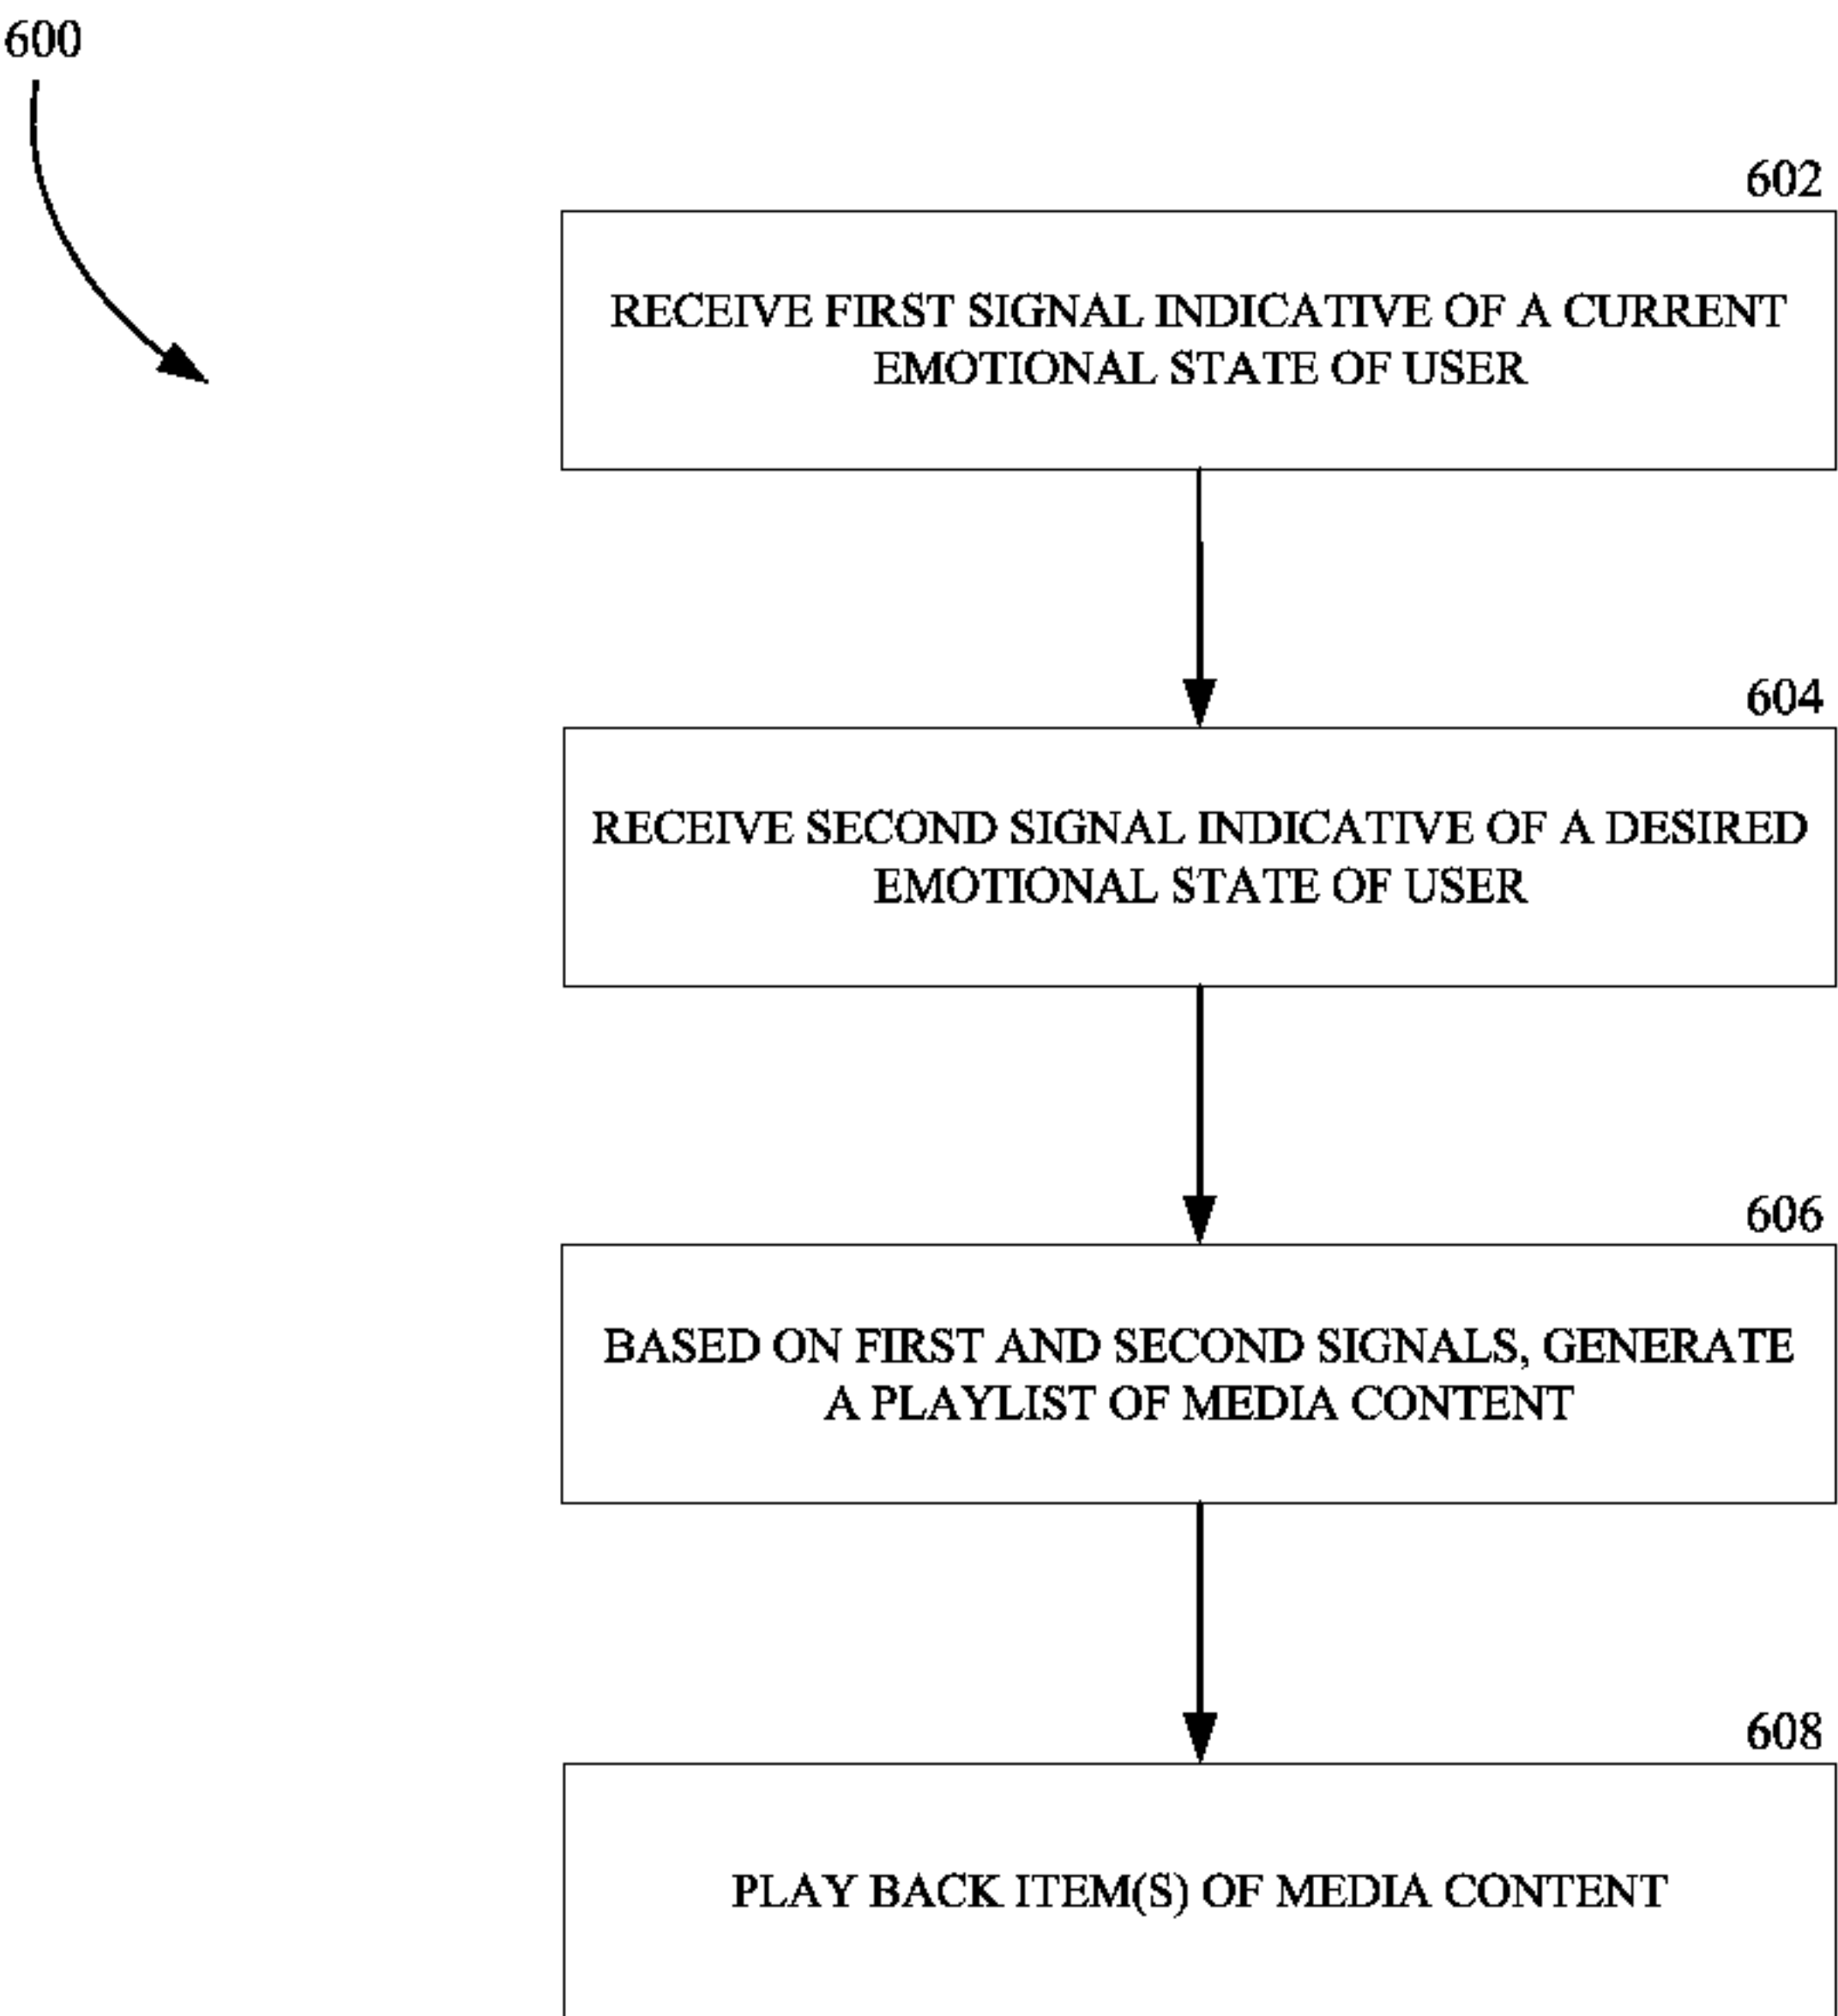 600
602
RECEIVE FIRST SIGNAL INDICATIVE OF A CURRENT
EMOTIONAL STATE OF USER
604
RECEIVE SECOND SIGNAL INDICATIVE OF A DESIRED
EMOTIONAL STATE OF USER
606
BASED ON FIRST AND SECOND SIGNALS, GENERATE
A PLAYLIST OF MEDIA CONTENT
608
PLAY BACK ITEM(S) OF MEDIA CONTENT